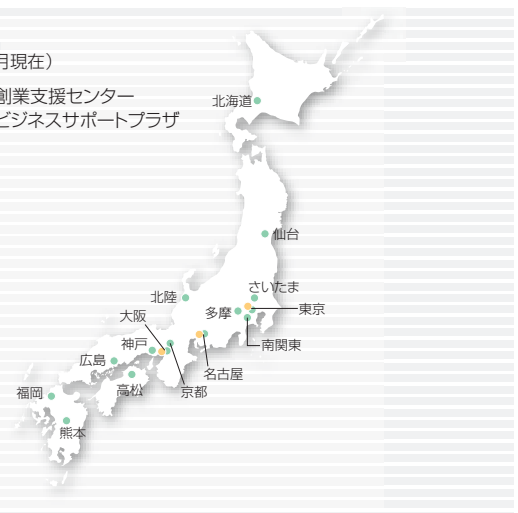 月現在）
創業支援センター
ビジネスサポートプラザ
北海道
仙台
さいたま
北陸
多摩
東京
大阪
神戸
南関東
広島
名古屋
福岡
高松
京都
熊本